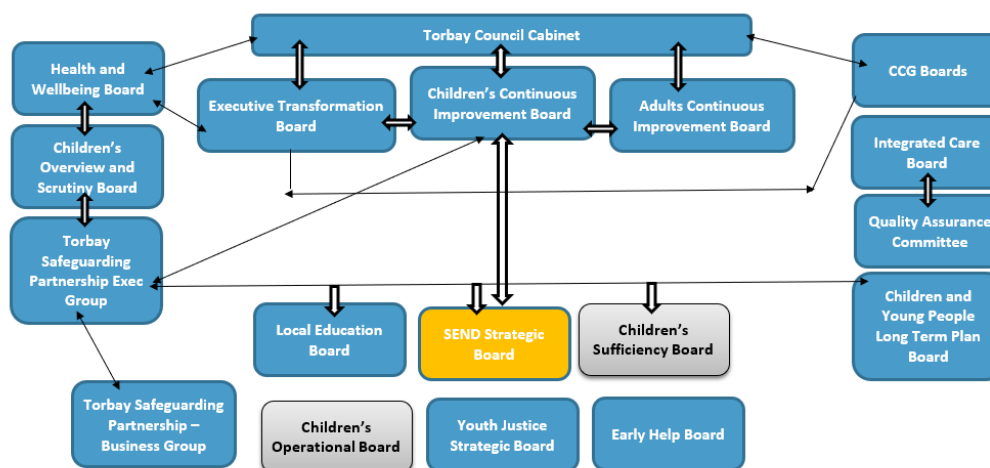 Torbay Council Cabinet
Health and
Wellbeing Board
CCG Boards
Executive Transformation
Board
Children’s Continuous
Improvement Board
Adults Continuous
Improvement Board
Children’s
Overview and
Scrutiny Board
Integrated Care
Board
Quality Assurance
Committee
Torbay
Safeguarding
Partnership Exec
Group
Children and
Young People
Long Term Plan
Board
Local Education
Board
SEND Strategic
Board
Children’s
Sufficiency Board
Torbay Safeguarding
Partnership –
Business Group
Children’s
Operational Board
Youth Justice
Strategic Board
Early Help Board